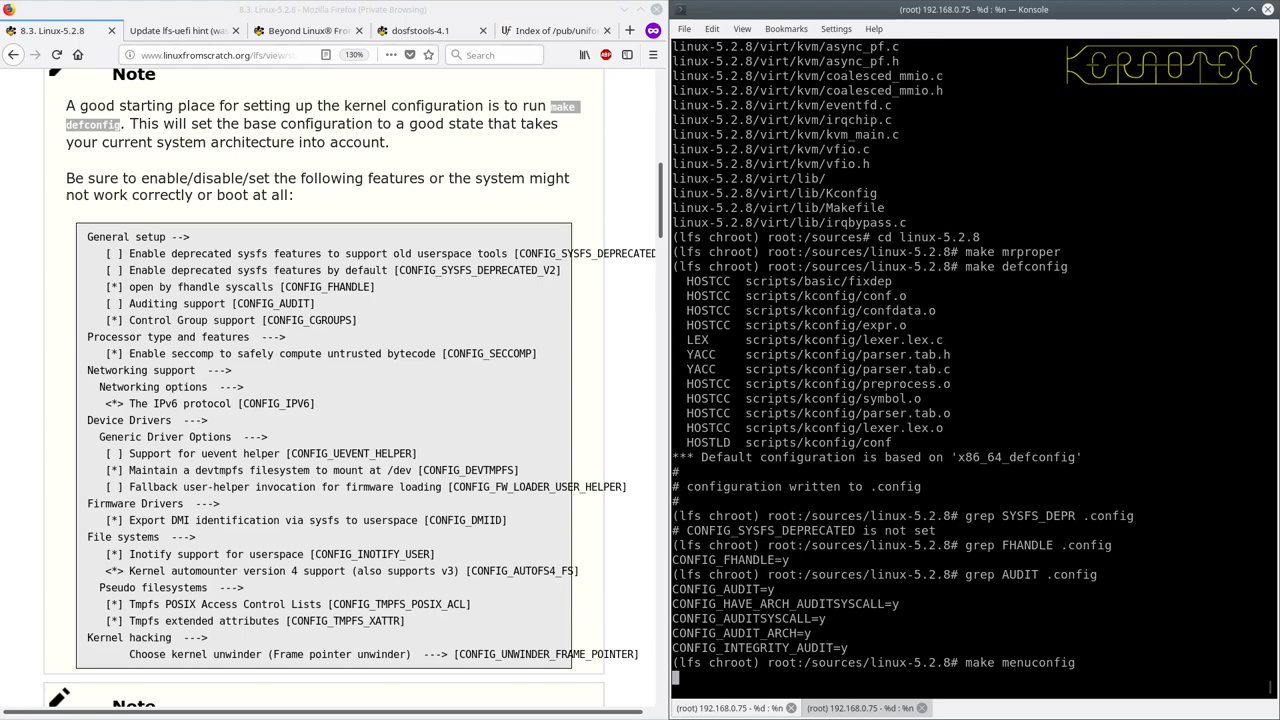 8.3. Linux-5.2.8 - Mozilla Firefox (Private Browsing)
8.3. Linux-5.2.8
Update lfs-uefi hint (was
Beyond Linux® From
dosfstools-4.1
Index of /pub/unifo
www.linuxfromscratch.org/lfs/view/s
130%
Search
ABP
Note
A good starting place for setting up the kernel configuration is to run make
defconfig. This will set the base configuration to a good state that takes
your current system architecture into account.
Be sure to enable/disable/set the following features or the system might
not work correctly or boot at all:
General setup -->
[ ] Enable deprecated sysfs features to support old userspace tools [CONFIG_SYSFS_DEPRECATED
[ ] Enable deprecated sysfs features by default [CONFIG_SYSFS_DEPRECATED_V2]
[*] open by fhandle syscalls [CONFIG_FHANDLE]
[ ] Auditing support [CONFIG_AUDIT]
[*] Control Group support [CONFIG_CGROUPS]
Processor type and features --->
[*] Enable seccomp to safely compute untrusted bytecode [CONFIG_SECCOMP]
Networking support --->
Networking options --->
<*> The IPv6 protocol [CONFIG_IPV6]
Device Drivers --->
Generic Driver Options --->
[ ] Support for uevent helper [CONFIG_UEVENT_HELPER]
[*] Maintain a devtmpfs filesystem to mount at /dev [CONFIG_DEVTMPFS]
[ ] Fallback user-helper invocation for firmware loading [CONFIG_FW_LOADER_USER_HELPER]
Firmware Drivers --->
[*] Export DMI identification via sysfs to userspace [CONFIG_DMIID]
File systems --->
[*] Inotify support for userspace [CONFIG_INOTIFY_USER]
<*> Kernel automounter version 4 support (also supports v3) [CONFIG_AUTOFS4_FS]
Pseudo filesystems --->
[*] Tmpfs POSIX Access Control Lists [CONFIG_TMPFS_POSIX_ACL]
[*] Tmpfs extended attributes [CONFIG_TMPFS_XATTR]
Kernel hacking --->
Choose kernel unwinder (Frame pointer unwinder) ---> [CONFIG_UNWINDER_FRAME_POINTER]
Note
(root) 192.168.0.75 - %d : %n — Konsole
File Edit View Bookmarks Settings Help
KERNOTEX
linux-5.2.8/virt/kvm/async_pf.c
linux-5.2.8/virt/kvm/async_pf.h
linux-5.2.8/virt/kvm/coalesced_mmio.c
linux-5.2.8/virt/kvm/coalesced_mmio.h
linux-5.2.8/virt/kvm/eventfd.c
linux-5.2.8/virt/kvm/irqchip.c
linux-5.2.8/virt/kvm/kvm_main.c
linux-5.2.8/virt/kvm/vfio.c
linux-5.2.8/virt/kvm/vfio.h
linux-5.2.8/virt/lib/
linux-5.2.8/virt/lib/Kconfig
linux-5.2.8/virt/lib/Makefile
linux-5.2.8/virt/lib/irqbypass.c
(lfs chroot) root:/sources# cd linux-5.2.8
(lfs chroot) root:/sources/linux-5.2.8# make mrproper
(lfs chroot) root:/sources/linux-5.2.8# make defconfig
HOSTCC scripts/basic/fixdep
HOSTCC scripts/kconfig/conf.o
HOSTCC scripts/kconfig/confdata.o
HOSTCC scripts/kconfig/expr.o
LEX scripts/kconfig/lexer.lex.c
YACC scripts/kconfig/parser.tab.h
YACC scripts/kconfig/parser.tab.c
HOSTCC scripts/kconfig/preprocess.o
HOSTCC scripts/kconfig/symbol.o
HOSTCC scripts/kconfig/parser.tab.o
HOSTCC scripts/kconfig/lexer.lex.o
HOSTLD scripts/kconfig/conf
*** Default configuration is based on 'x86_64_defconfig'
#
# configuration written to .config
#
(lfs chroot) root:/sources/linux-5.2.8# grep SYSFS_DEPR .config
# CONFIG_SYSFS_DEPRECATED is not set
(lfs chroot) root:/sources/linux-5.2.8# grep FHANDLE .config
CONFIG_FHANDLE=y
(lfs chroot) root:/sources/linux-5.2.8# grep AUDIT .config
CONFIG_AUDIT=y
CONFIG_HAVE_ARCH_AUDITSYSCALL=y
CONFIG_AUDITSYSCALL=y
CONFIG_AUDIT_ARCH=y
CONFIG_INTEGRITY_AUDIT=y
(lfs chroot) root:/sources/linux-5.2.8# make menuconfig
(root) 192.168.0.75 - %d : %n
(root) 192.168.0.75 - %d : %n